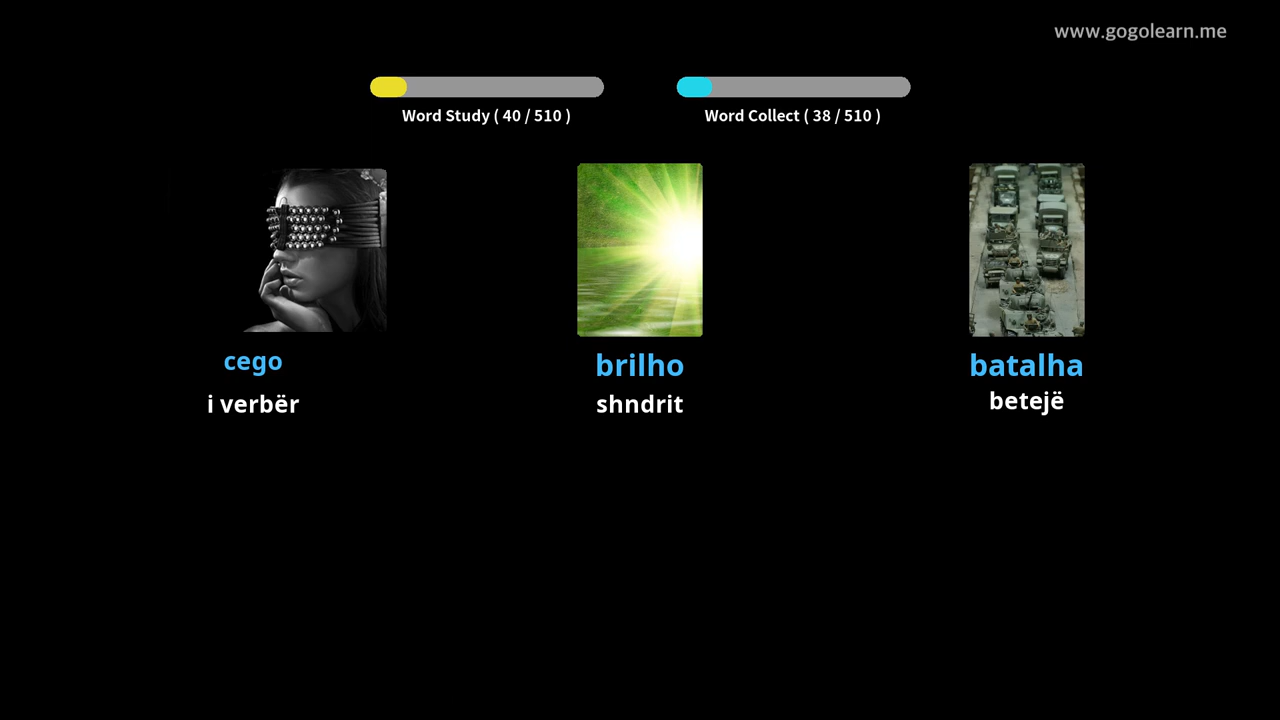 www.gogolearn.me
Word Study ( 40 / 510 )
Word Collect ( 38 / 510 )
cego
i verbër
brilho
shndrit
batalha
betejë